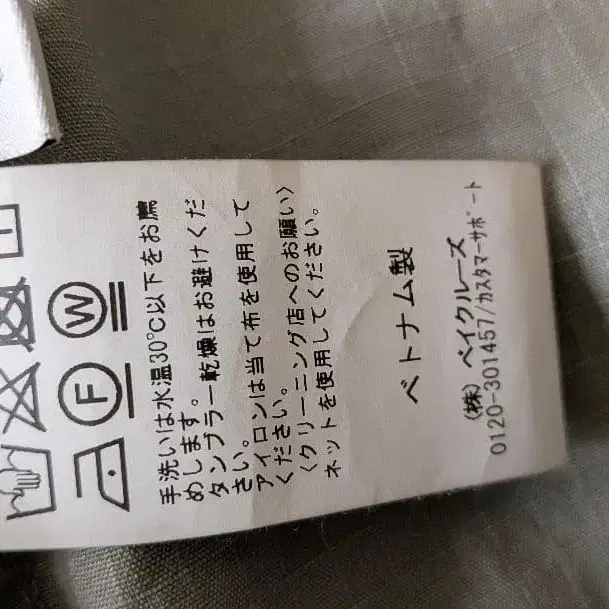 W
F
手洗いは水温30℃以下をお薦
めします。
タンブラー乾燥はお避けくだ
さい。
アイロンは当て布を使用して
ください。
〈クリーニング店へのお願い〉
ネットを使用してください。
ベトナム製
(株) ベイクルーズ
0120-301457/カスタマーサポート